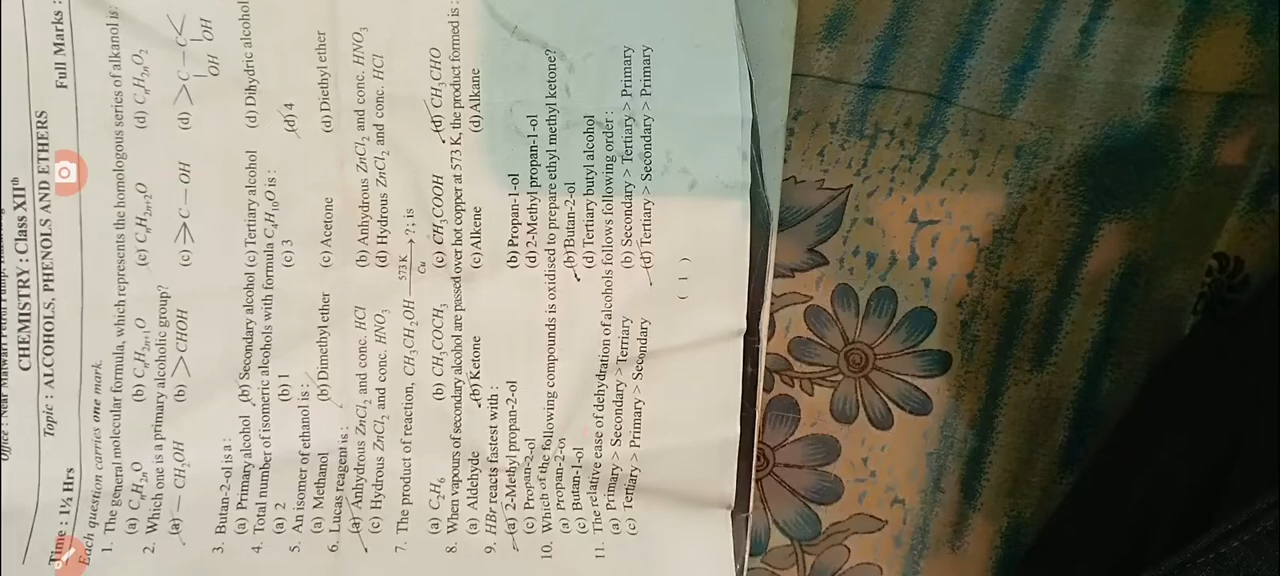 Office : Near Matwari Petrol Pump,
CHEMISTRY : Class XIIth
Topic : ALCOHOLS, PHENOLS AND ETHERS
Time : 1½ Hrs Full Marks :
Each question carries one mark.
1. The general molecular formula, which represents the homologous series of alkanol is:
(a) CnH2nO (b) CnH2n+1O (c) CnH2n+2O (d) CnH2nO2
2. Which one is a primary alcoholic group?
(a) — CH2OH (b) >CHOH (c) ⋗C — OH (d) >C — C<
OH OH
3. Butan-2-ol is a :
(a) Primary alcohol (b) Secondary alcohol (c) Tertiary alcohol (d) Dihydric alcohol
4. Total number of isomeric alcohols with formula C4H10O is :
(a) 2 (b) 1 (c) 3 (d) 4
5. An isomer of ethanol is :
(a) Methanol (b) Dimethyl ether (c) Acetone (d) Diethyl ether
6. Lucas reagent is :
(a) Anhydrous ZnCl2 and conc. HCl (b) Anhydrous ZnCl2 and conc. HNO3
(c) Hydrous ZnCl2 and conc. HNO3 (d) Hydrous ZnCl2 and conc. HCl
7. The product of reaction, CH3CH2OH —573K/Cu→ ?; is
(a) C2H6 (b) CH3COCH3 (c) CH3COOH (d) CH3CHO
8. When vapours of secondary alcohol are passed over hot copper at 573 K, the product formed is :
(a) Aldehyde (b) Ketone (c) Alkene (d) Alkane
9. HBr reacts fastest with :
(a) 2-Methyl propan-2-ol (b) Propan-1-ol
(c) Propan-2-ol (d) 2-Methyl propan-1-ol
10. Which of the following compounds is oxidised to prepare ethyl methyl ketone?
(a) Propan-2-ol (b) Butan-2-ol
(c) Butan-1-ol (d) Tertiary butyl alcohol
11. The relative ease of dehydration of alcohols follows following order :
(a) Primary > Secondary > Terriary (b) Secondary > Tertiary > Primary
(c) Tertiary > Primary > Secondary (d) Tertiary > Secondary > Primary
( 1 )